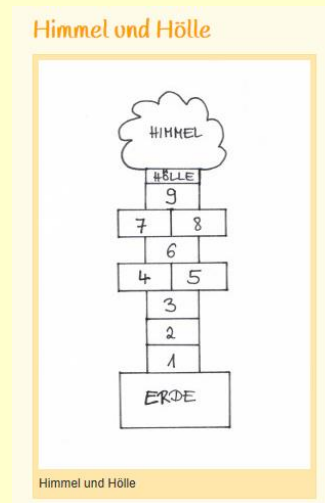 Himmel und Hölle
HIMMEL
HÖLLE
9
7 8
6
4 5
3
2
1
ERDE
Himmel und Hölle